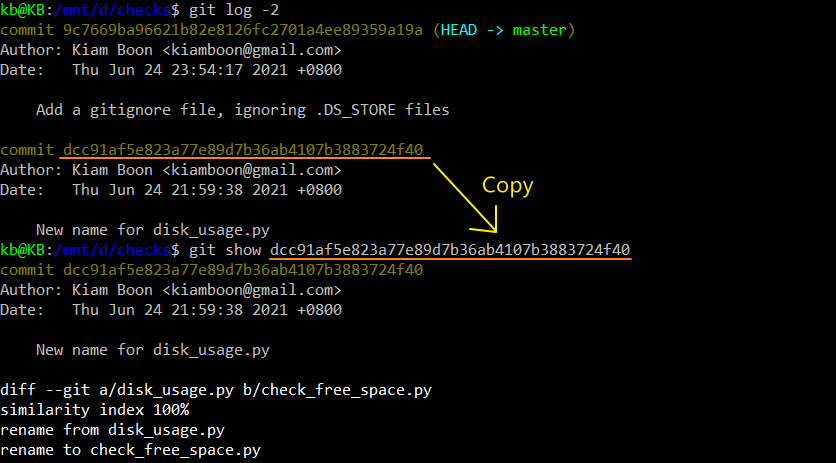 kb@KB:/mnt/d/checks$ git log -2
commit 9c7669ba96621b82e8126fc2701a4ee89359a19a (HEAD -> master)
Author: Kiam Boon <kiamboon@gmail.com>
Date:   Thu Jun 24 23:54:17 2021 +0800
Add a gitignore file, ignoring .DS_STORE files
commit dcc91af5e823a77e89d7b36ab4107b3883724f40
Author: Kiam Boon <kiamboon@gmail.com>
Date:   Thu Jun 24 21:59:38 2021 +0800
Copy
New name for disk_usage.py
kb@KB:/mnt/d/checks$ git show dcc91af5e823a77e89d7b36ab4107b3883724f40
commit dcc91af5e823a77e89d7b36ab4107b3883724f40
Author: Kiam Boon <kiamboon@gmail.com>
Date:   Thu Jun 24 21:59:38 2021 +0800
New name for disk_usage.py
diff --git a/disk_usage.py b/check_free_space.py
similarity index 100%
rename from disk_usage.py
rename to check_free_space.py